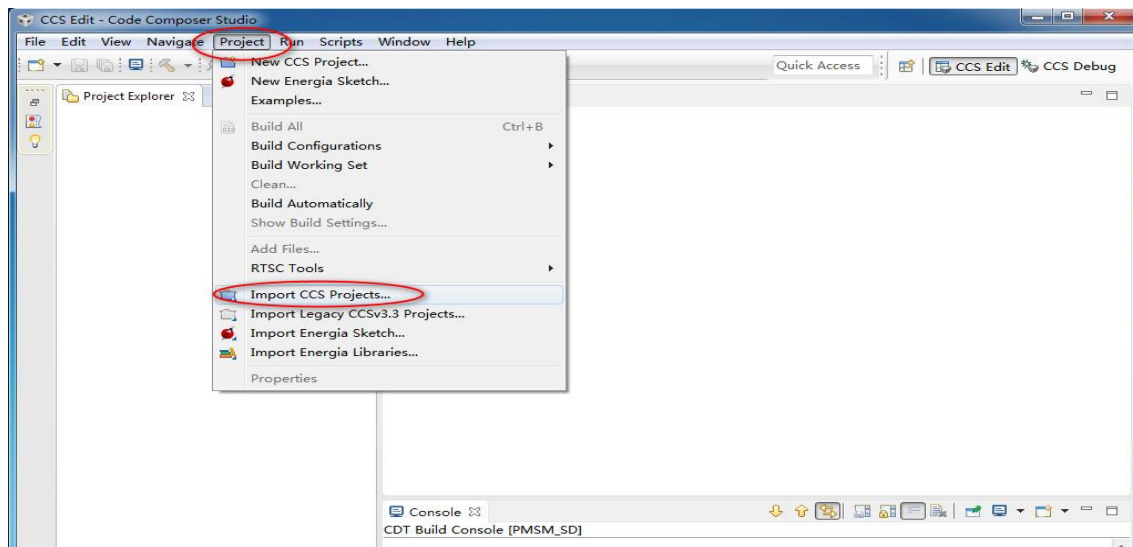 CCS Edit - Code Composer Studio
File Edit View Navigate Project Run Scripts Window Help
Quick Access CCS Edit CCS Debug
Project Explorer
New CCS Project...
New Energia Sketch...
Examples...
Build All Ctrl+B
Build Configurations
Build Working Set
Clean...
Build Automatically
Show Build Settings...
Add Files...
RTSC Tools
Import CCS Projects...
Import Legacy CCSv3.3 Projects...
Import Energia Sketch...
Import Energia Libraries...
Properties
Console
CDT Build Console [PMSM_SD]